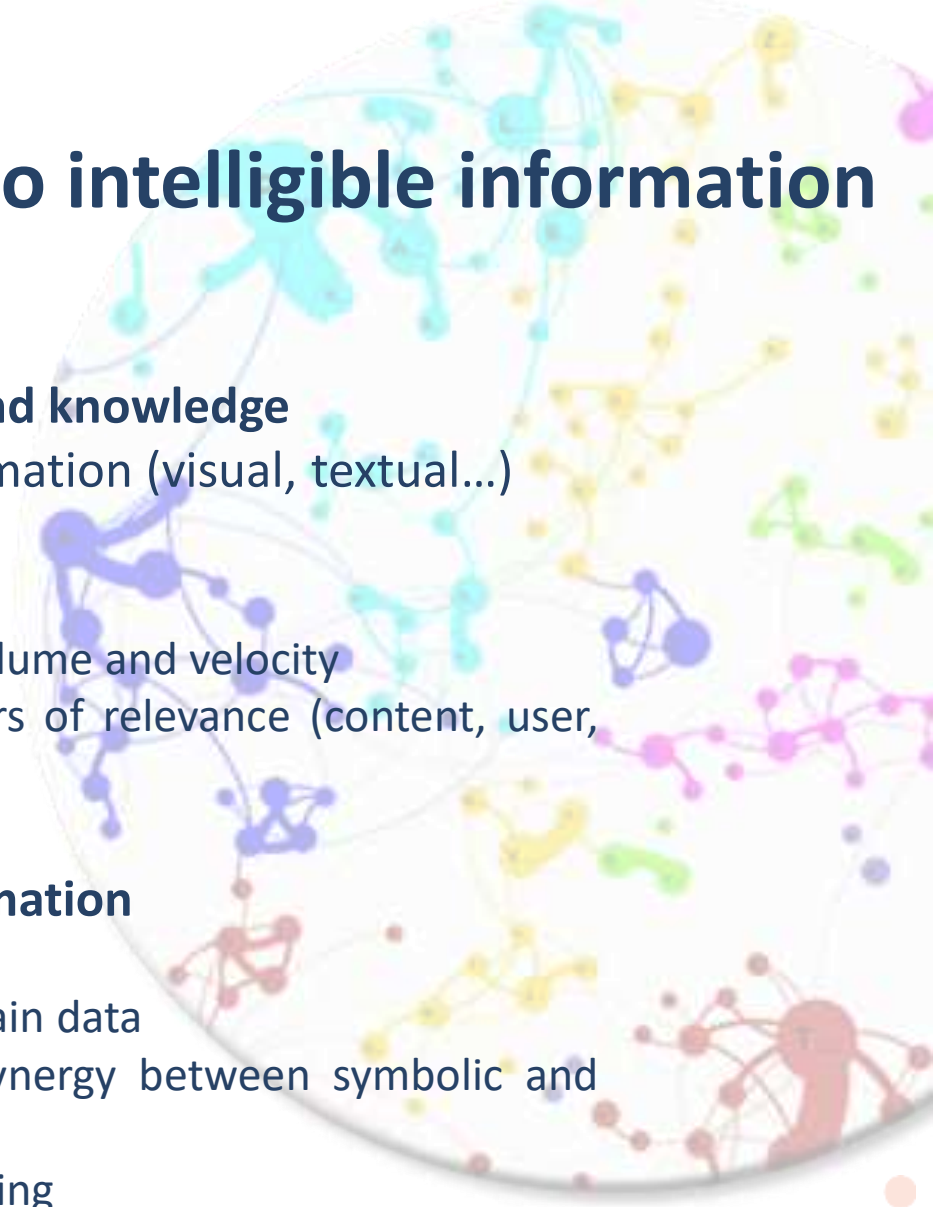 o intelligible information
nd knowledge
mation (visual, textual…)
lume and velocity
rs of relevance (content, user,
nation
ain data
ynergy between symbolic and
ing